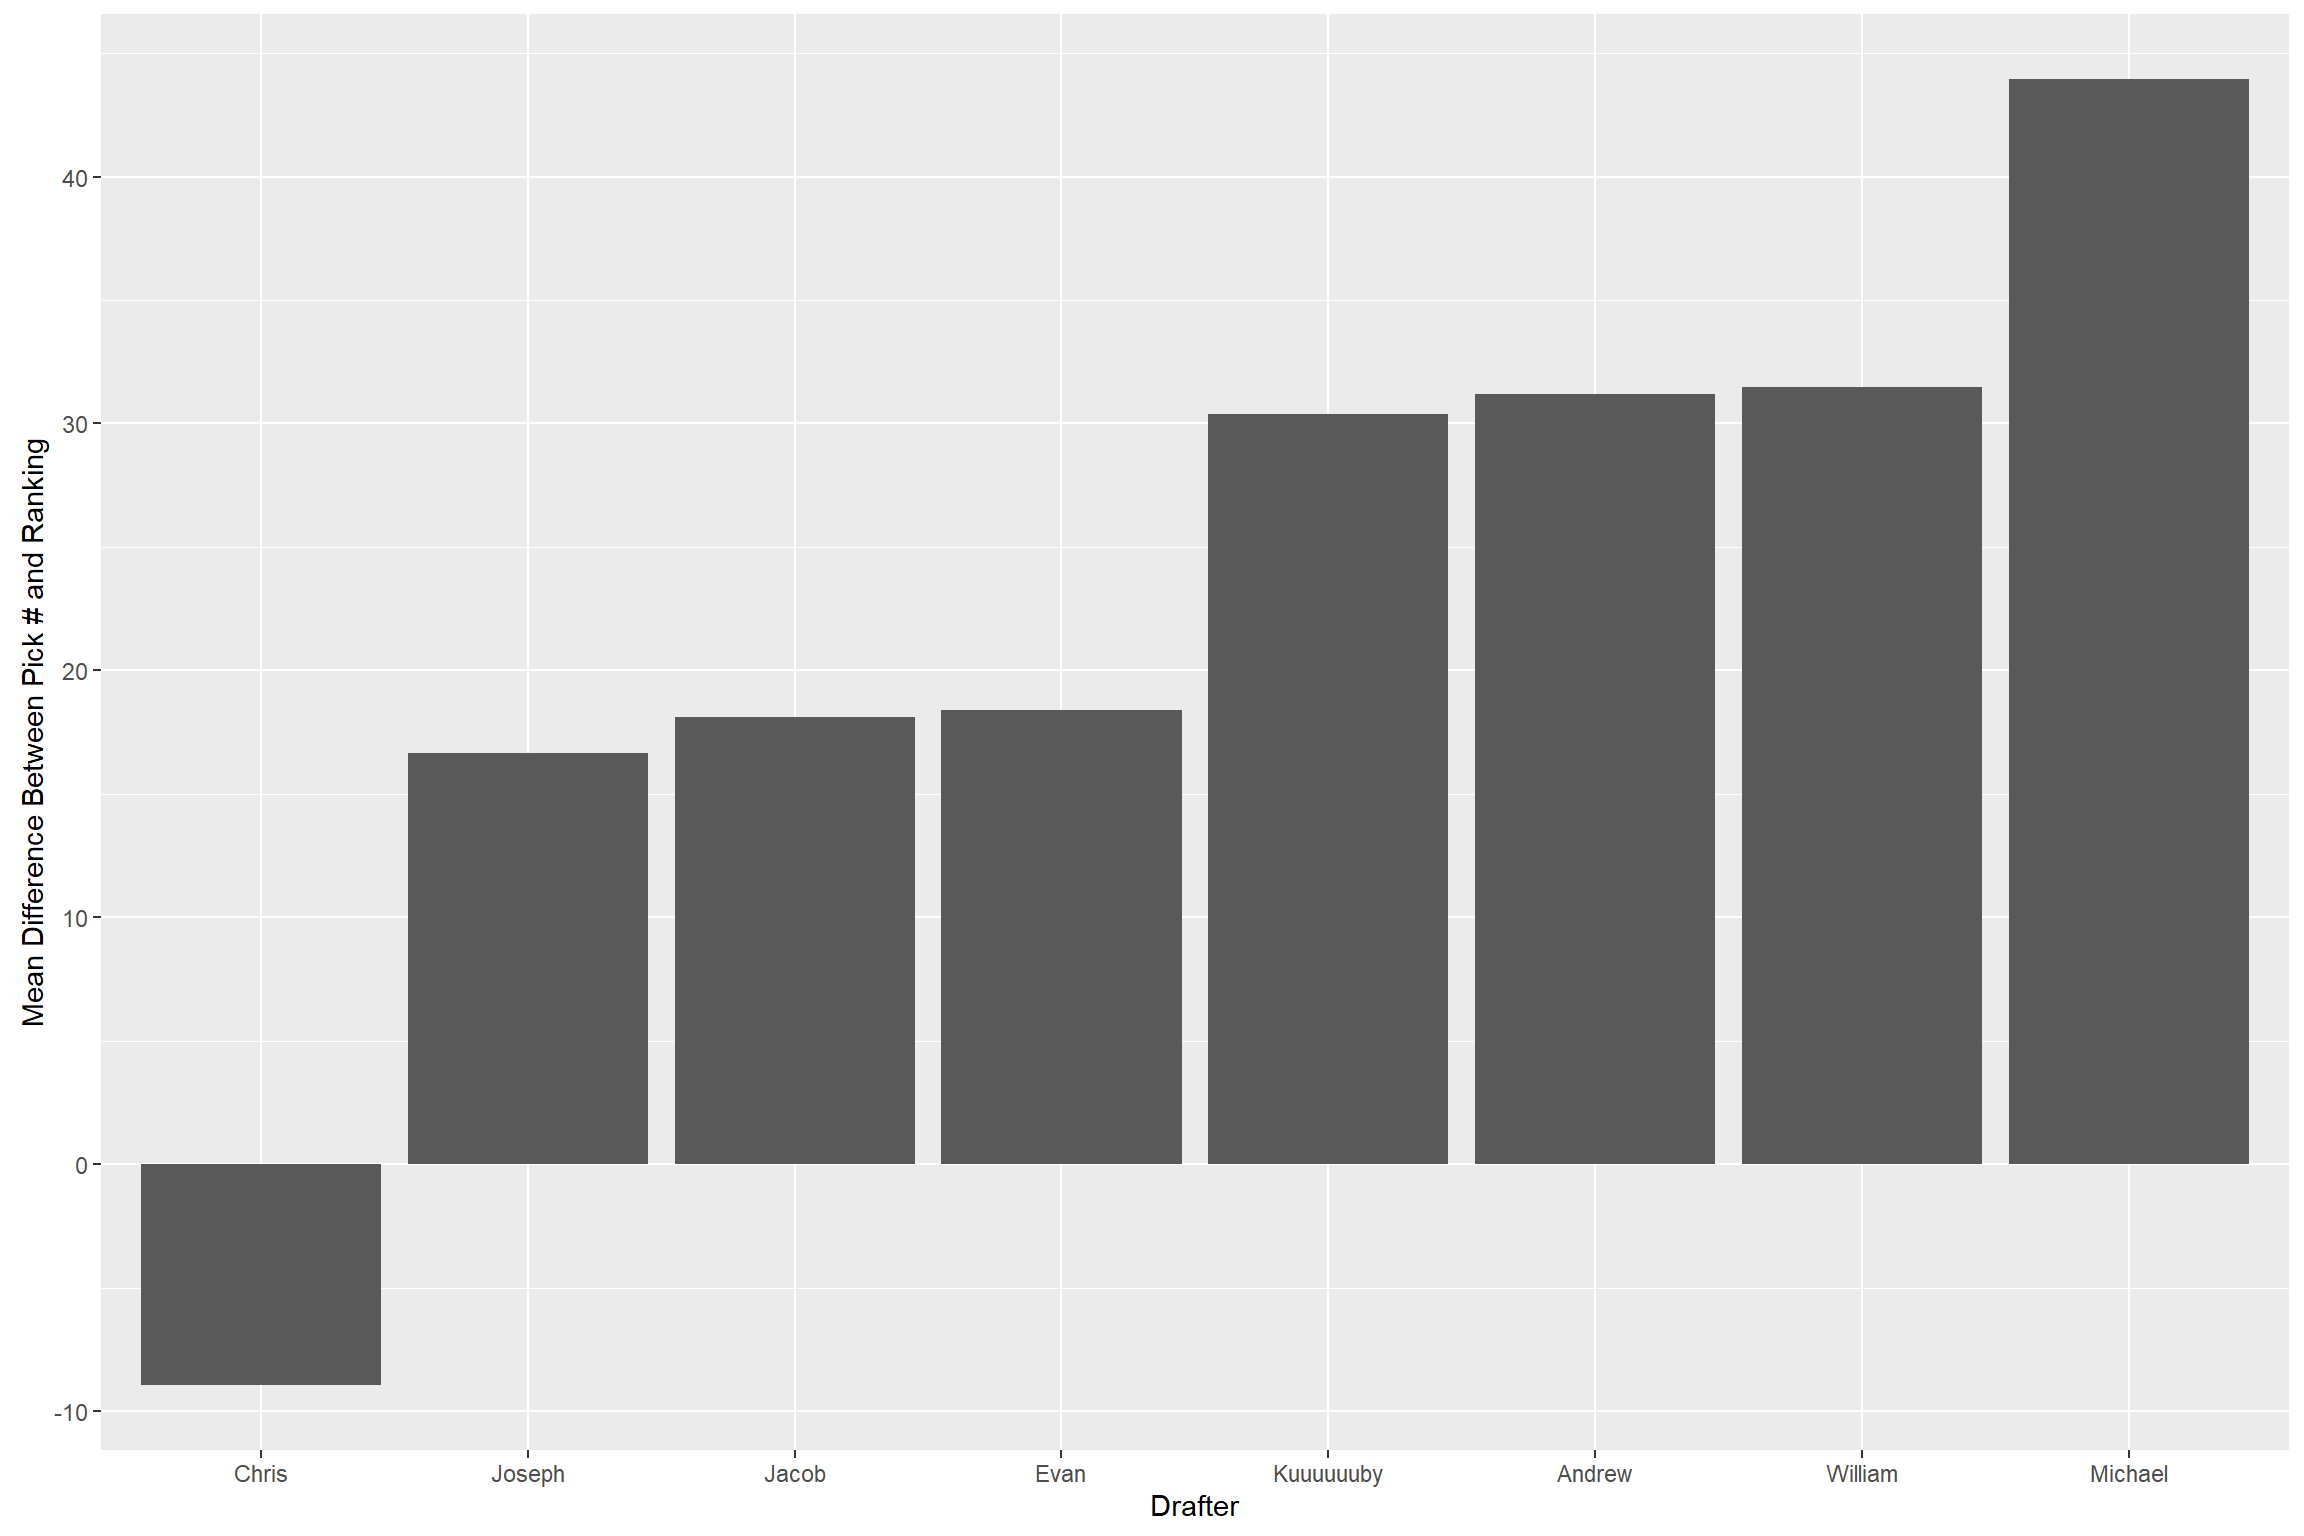 Mean Difference Between Pick # and Ranking
40
30
20
10
0
-10
Chris Joseph Jacob Evan Kuuuuuuby Andrew William Michael
Drafter